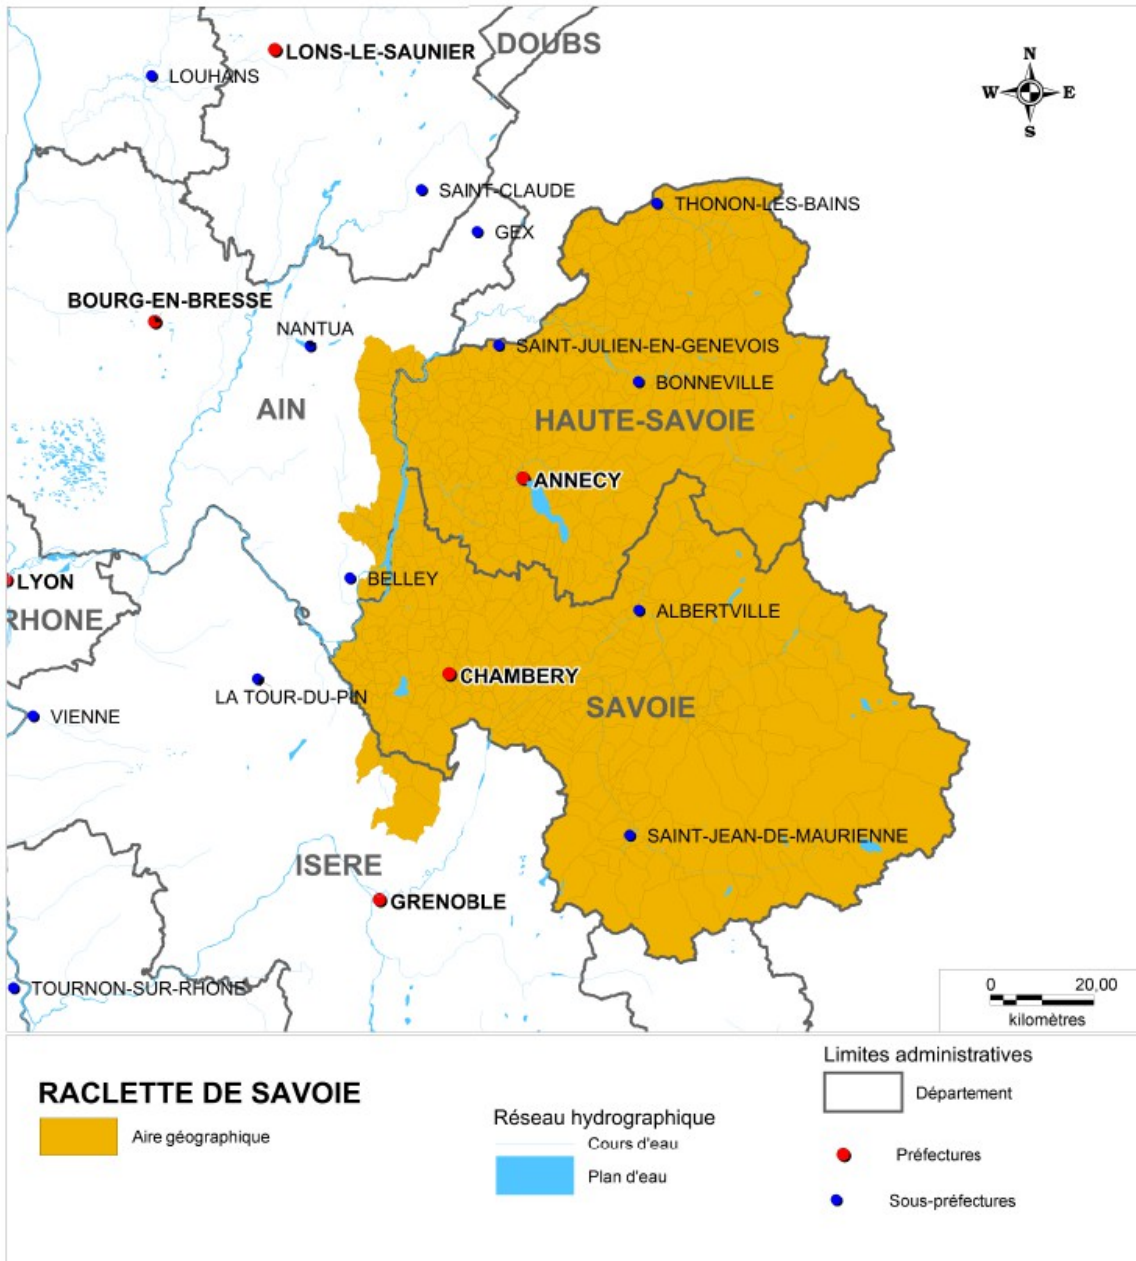 DOUBS
LONS-LE-SAUNIER
LOUHANS
N
W
E
S
SAINT-CLAUDE
THONON-LES-BAINS
GEX
BOURG-EN-BRESSE
NANTUA
SAINT-JULIEN-EN-GENEVOIS
BONNEVILLE
AIN
HAUTE-SAVOIE
ANNECY
BELLEY
LYON
RHONE
ALBERTVILLE
CHAMBERY
LA TOUR-DU-PIN
SAVOIE
VIENNE
SAINT-JEAN-DE-MAURIENNE
ISERE
GRENOBLE
TOURNON-SUR-RHONE
0 20,00
kilomètres
RACLETTE DE SAVOIE
Aire géographique
Réseau hydrographique
Cours d'eau
Plan d'eau
Limites administratives
Département
Préfectures
Sous-préfectures